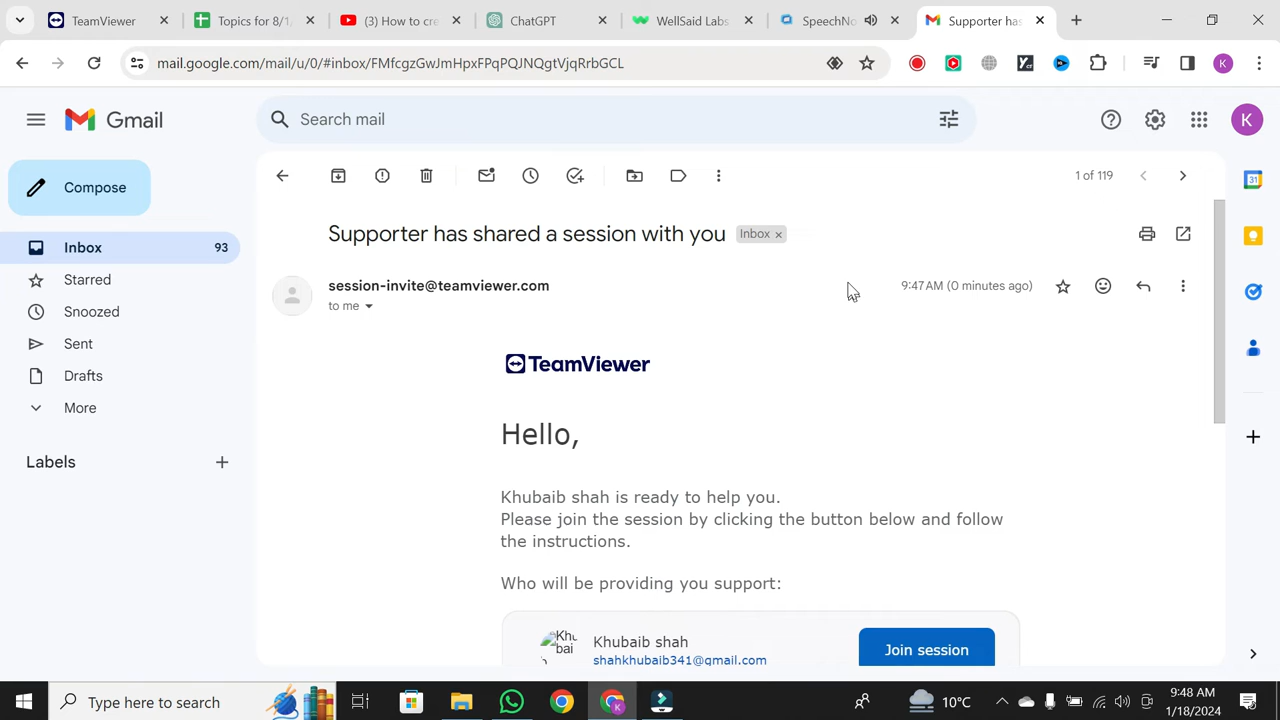 TeamViewer
Topics for 8/1
(3) How to cre
ChatGPT
WellSaid Labs
SpeechNo
Supporter has
mail.google.com/mail/u/0/#inbox/FMfcgzGwJmHpxFPqPQJNQgtVjqRrbGCL
K
Gmail
Search mail
K
Compose
1 of 119
Inbox 93
Starred
Snoozed
Sent
Drafts
More
Labels
Supporter has shared a session with you
Inbox ×
session-invite@teamviewer.com
9:47 AM (0 minutes ago)
to me
TeamViewer
Hello,
Khubaib shah is ready to help you.
Please join the session by clicking the button below and follow
the instructions.
Who will be providing you support:
Khu
bai
Khubaib shah
shahkhubaib341@gmail.com
Join session
31
Type here to search
10°C
9:48 AM
1/18/2024